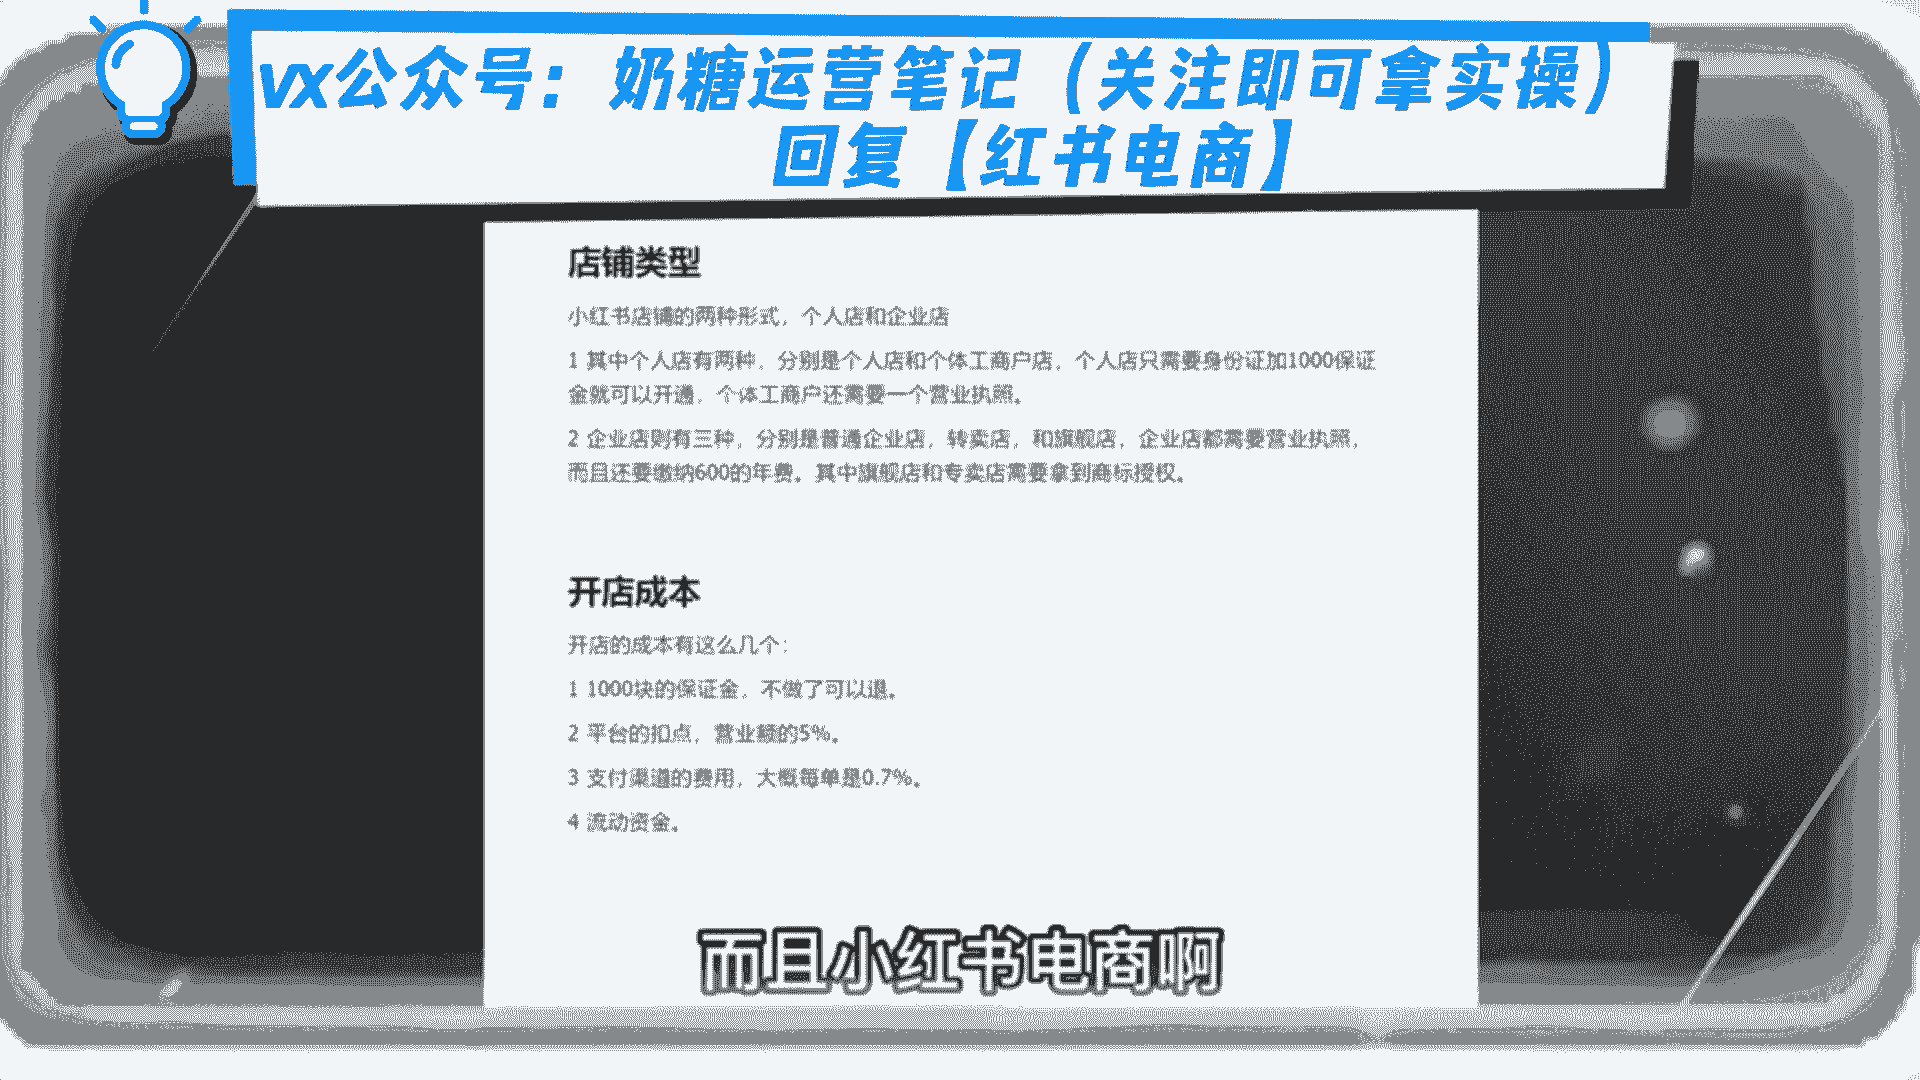 vx公众号：奶糖运营笔记（关注即可拿实操）
回复【红书电商】
店铺类型
小红书店铺的两种形式，个人店和企业店
1 其中个人店有两种，分别是个人店和个体工商户店，个人店只需要身份证加1000保证
金就可以开通，个体工商户还需要一个营业执照。
2 企业店则有三种，分别是普通企业店，转卖店，和旗舰店，企业店都需要营业执照，
而且还要缴纳600的年费。其中旗舰店和专卖店需要拿到商标授权。
开店成本
开店的成本有这么几个：
1 1000块的保证金，不做了可以退。
2 平台的扣点，营业额的5%。
3 支付渠道的费用，大概每单是0.7%。
4 流动资金。
而且小红书电商啊